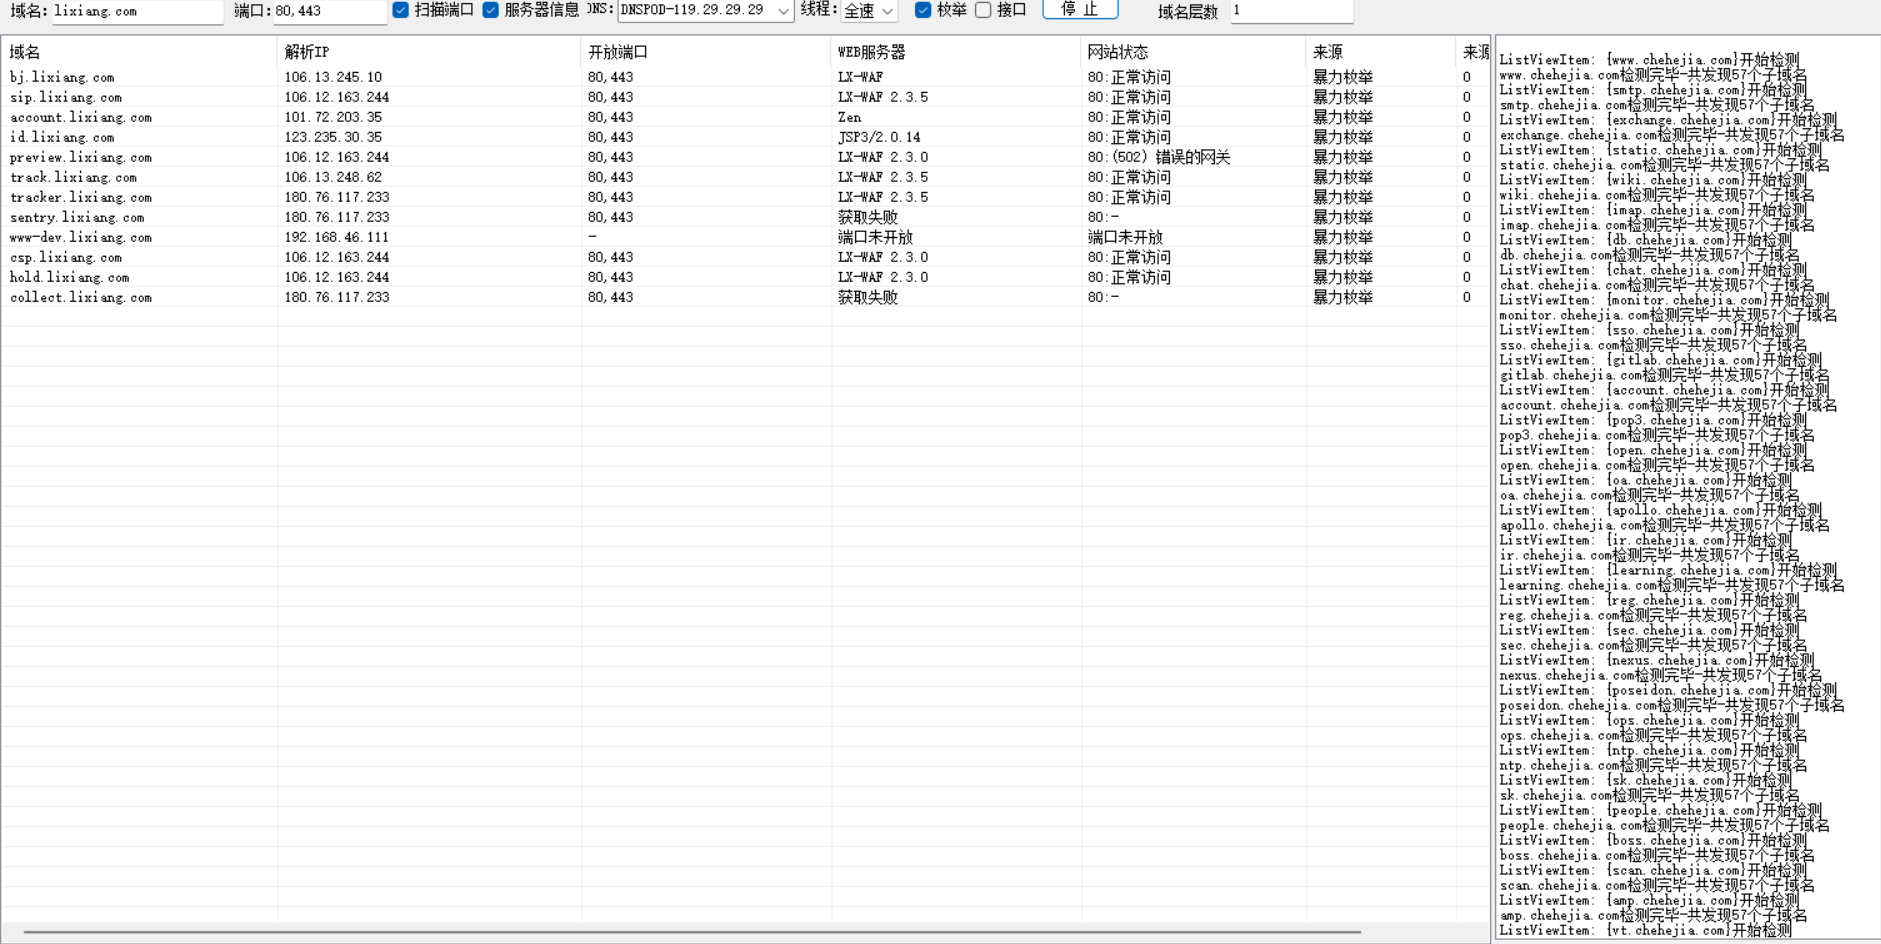 域名: lixiang.com 端口: 80,443 扫描端口 服务器信息 DNS: DNSPOD-119.29.29.29 线程: 全速 枚举 接口 停 止 域名层数 1
域名 解析IP 开放端口 WEB服务器 网站状态 来源 来源
bj.lixiang.com 106.13.245.10 80,443 LX-WAF 80:正常访问 暴力枚举 0
sip.lixiang.com 106.12.163.244 80,443 LX-WAF 2.3.5 80:正常访问 暴力枚举 0
account.lixiang.com 101.72.203.35 80,443 Zen 80:正常访问 暴力枚举 0
id.lixiang.com 123.235.30.35 80,443 JSP3/2.0.14 80:正常访问 暴力枚举 0
preview.lixiang.com 106.12.163.244 80,443 LX-WAF 2.3.0 80:(502) 错误的网关 暴力枚举 0
track.lixiang.com 106.13.248.62 80,443 LX-WAF 2.3.5 80:正常访问 暴力枚举 0
tracker.lixiang.com 180.76.117.233 80,443 LX-WAF 2.3.5 80:正常访问 暴力枚举 0
sentry.lixiang.com 180.76.117.233 80,443 获取失败 80:- 暴力枚举 0
www-dev.lixiang.com 192.168.46.111 - 端口未开放 端口未开放 暴力枚举 0
csp.lixiang.com 106.12.163.244 80,443 LX-WAF 2.3.0 80:正常访问 暴力枚举 0
hold.lixiang.com 106.12.163.244 80,443 LX-WAF 2.3.0 80:正常访问 暴力枚举 0
collect.lixiang.com 180.76.117.233 80,443 获取失败 80:- 暴力枚举 0
ListViewItem: {www.chehejia.com}开始检测
www.chehejia.com检测完毕-共发现57个子域名
ListViewItem: {smtp.chehejia.com}开始检测
smtp.chehejia.com检测完毕-共发现57个子域名
ListViewItem: {exchange.chehejia.com}开始检测
exchange.chehejia.com检测完毕-共发现57个子域名
ListViewItem: {static.chehejia.com}开始检测
static.chehejia.com检测完毕-共发现57个子域名
ListViewItem: {wiki.chehejia.com}开始检测
wiki.chehejia.com检测完毕-共发现57个子域名
ListViewItem: {imap.chehejia.com}开始检测
imap.chehejia.com检测完毕-共发现57个子域名
ListViewItem: {db.chehejia.com}开始检测
db.chehejia.com检测完毕-共发现57个子域名
ListViewItem: {chat.chehejia.com}开始检测
chat.chehejia.com检测完毕-共发现57个子域名
ListViewItem: {monitor.chehejia.com}开始检测
monitor.chehejia.com检测完毕-共发现57个子域名
ListViewItem: {sso.chehejia.com}开始检测
sso.chehejia.com检测完毕-共发现57个子域名
ListViewItem: {gitlab.chehejia.com}开始检测
gitlab.chehejia.com检测完毕-共发现57个子域名
ListViewItem: {account.chehejia.com}开始检测
account.chehejia.com检测完毕-共发现57个子域名
ListViewItem: {pop3.chehejia.com}开始检测
pop3.chehejia.com检测完毕-共发现57个子域名
ListViewItem: {open.chehejia.com}开始检测
open.chehejia.com检测完毕-共发现57个子域名
ListViewItem: {oa.chehejia.com}开始检测
oa.chehejia.com检测完毕-共发现57个子域名
ListViewItem: {apollo.chehejia.com}开始检测
apollo.chehejia.com检测完毕-共发现57个子域名
ListViewItem: {ir.chehejia.com}开始检测
ir.chehejia.com检测完毕-共发现57个子域名
ListViewItem: {learning.chehejia.com}开始检测
learning.chehejia.com检测完毕-共发现57个子域名
ListViewItem: {reg.chehejia.com}开始检测
reg.chehejia.com检测完毕-共发现57个子域名
ListViewItem: {sec.chehejia.com}开始检测
sec.chehejia.com检测完毕-共发现57个子域名
ListViewItem: {nexus.chehejia.com}开始检测
nexus.chehejia.com检测完毕-共发现57个子域名
ListViewItem: {poseidon.chehejia.com}开始检测
poseidon.chehejia.com检测完毕-共发现57个子域名
ListViewItem: {ops.chehejia.com}开始检测
ops.chehejia.com检测完毕-共发现57个子域名
ListViewItem: {ntp.chehejia.com}开始检测
ntp.chehejia.com检测完毕-共发现57个子域名
ListViewItem: {sk.chehejia.com}开始检测
sk.chehejia.com检测完毕-共发现57个子域名
ListViewItem: {people.chehejia.com}开始检测
people.chehejia.com检测完毕-共发现57个子域名
ListViewItem: {boss.chehejia.com}开始检测
boss.chehejia.com检测完毕-共发现57个子域名
ListViewItem: {scan.chehejia.com}开始检测
scan.chehejia.com检测完毕-共发现57个子域名
ListViewItem: {amp.chehejia.com}开始检测
amp.chehejia.com检测完毕-共发现57个子域名
ListViewItem: {vt.chehejia.com}开始检测